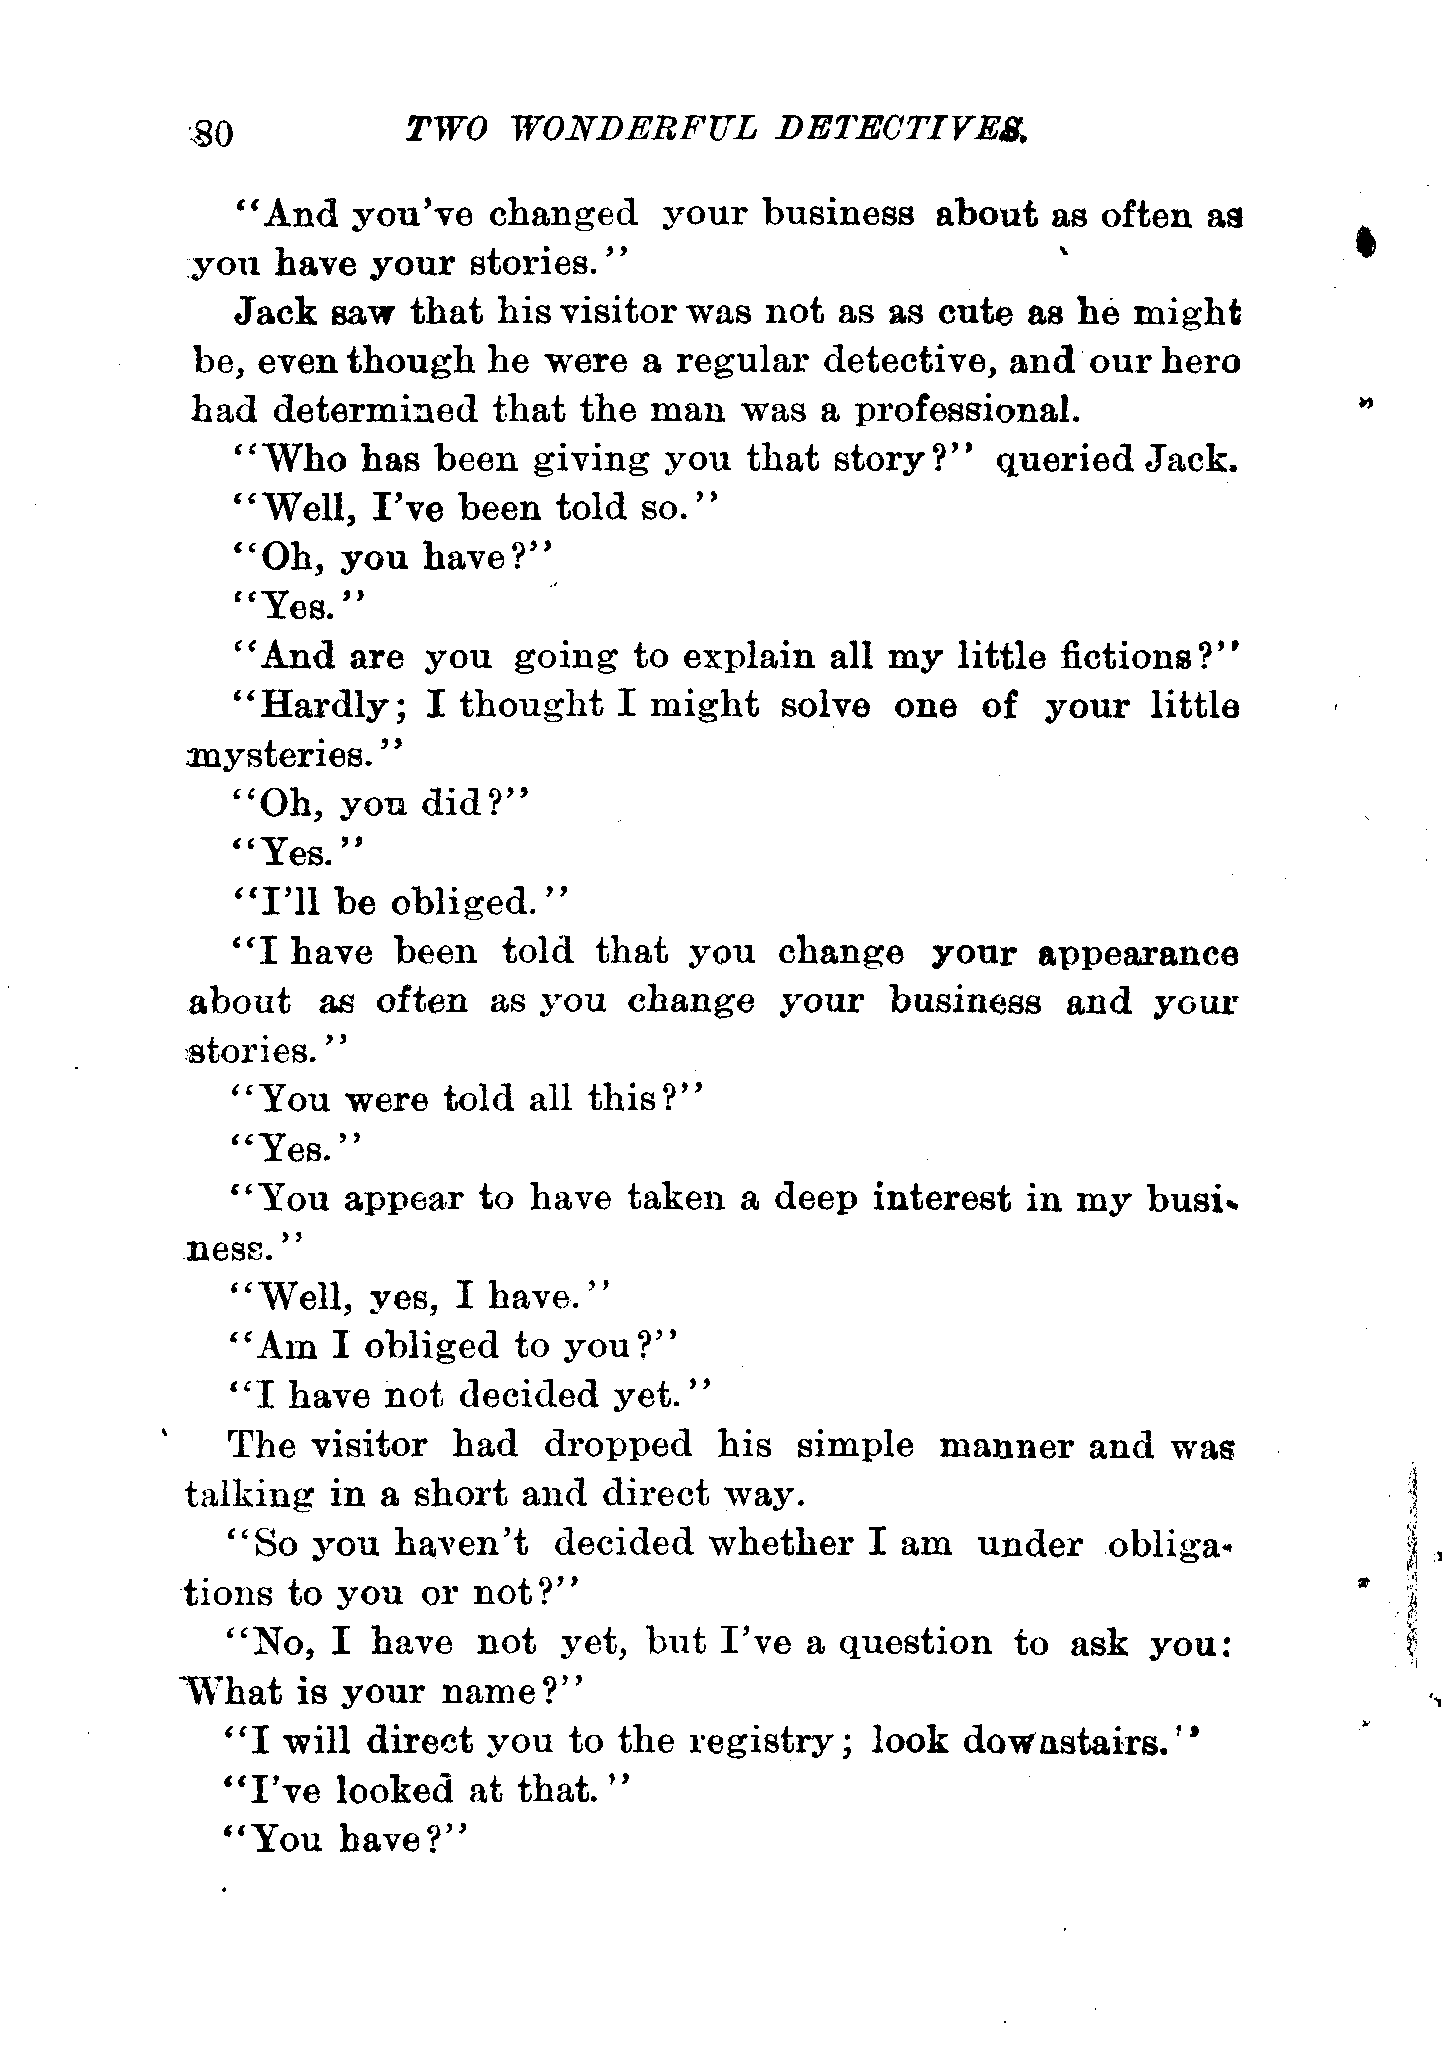 80 TWO WONDERFUL DETECTIVES.
"And you've changed your business about as often as
you have your stories."
Jack saw that his visitor was not as as cute as he might
be, even though he were a regular detective, and our hero
had determined that the man was a professional.
"Who has been giving you that story?" queried Jack.
"Well, I've been told so."
"Oh, you have?"
"Yes."
"And are you going to explain all my little fictions?"
"Hardly; I thought I might solve one of your little
mysteries."
"Oh, you did?"
"Yes."
"I'll be obliged."
"I have been told that you change your appearance
about as often as you change your business and your
stories."
"You were told all this?"
"Yes."
"You appear to have taken a deep interest in my busi-
ness."
"Well, yes, I have."
"Am I obliged to you?"
"I have not decided yet."
The visitor had dropped his simple manner and was
talking in a short and direct way.
"So you haven't decided whether I am under obliga-
tions to you or not?"
"No, I have not yet, but I've a question to ask you:
What is your name?"
"I will direct you to the registry; look downstairs."
"I've looked at that."
"You have?"